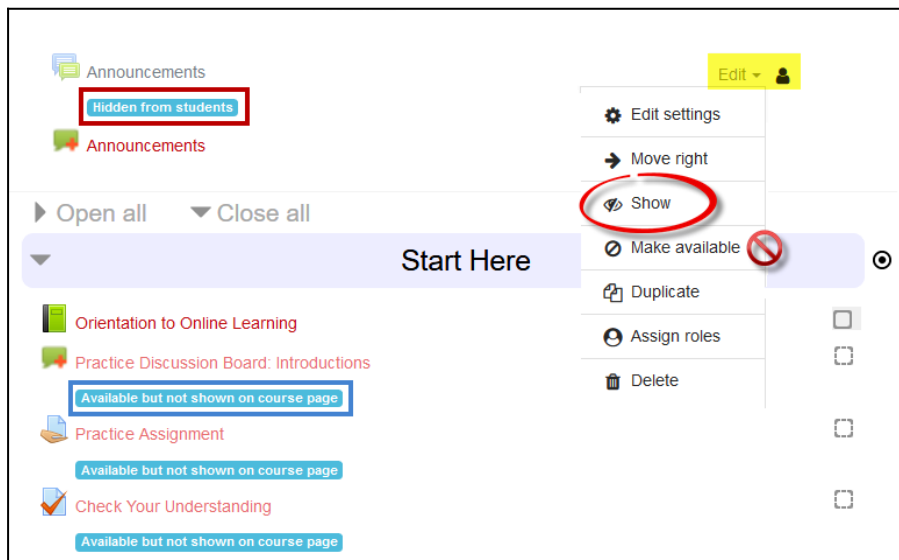 Announcements
Edit
Hidden from students
Announcements
Edit settings
Move right
Show
Make available
Duplicate
Assign roles
Delete
Open all
Close all
Start Here
Orientation to Online Learning
Practice Discussion Board: Introductions
Available but not shown on course page
Practice Assignment
Available but not shown on course page
Check Your Understanding
Available but not shown on course page